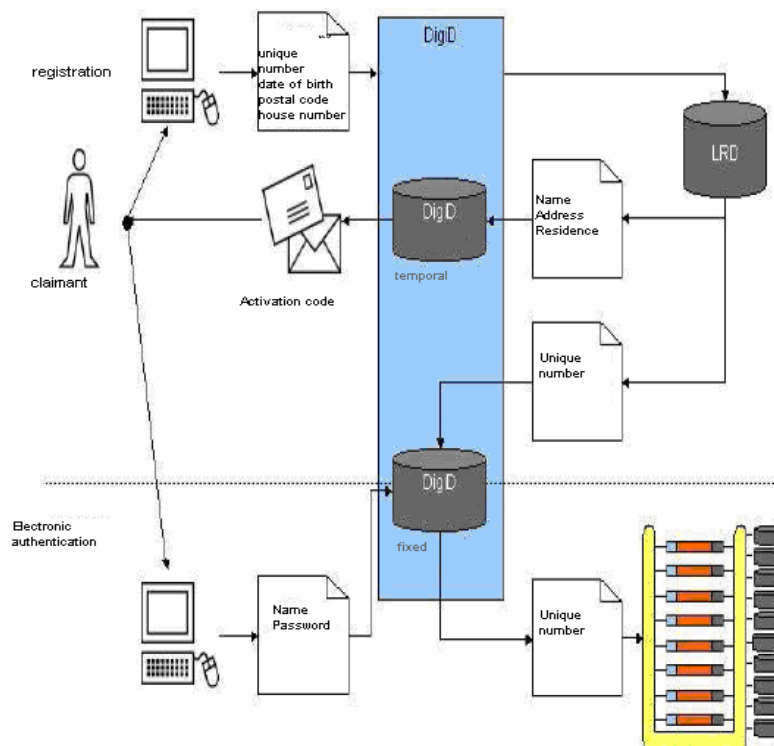 DigiD
registration
unique
number
date of birth
postal code
house number
LRD
Name
Address
Residence
DigiD
temporal
claimant
Activation code
Unique
number
DigiD
fixed
Electronic
authentication
Name
Password
Unique
number